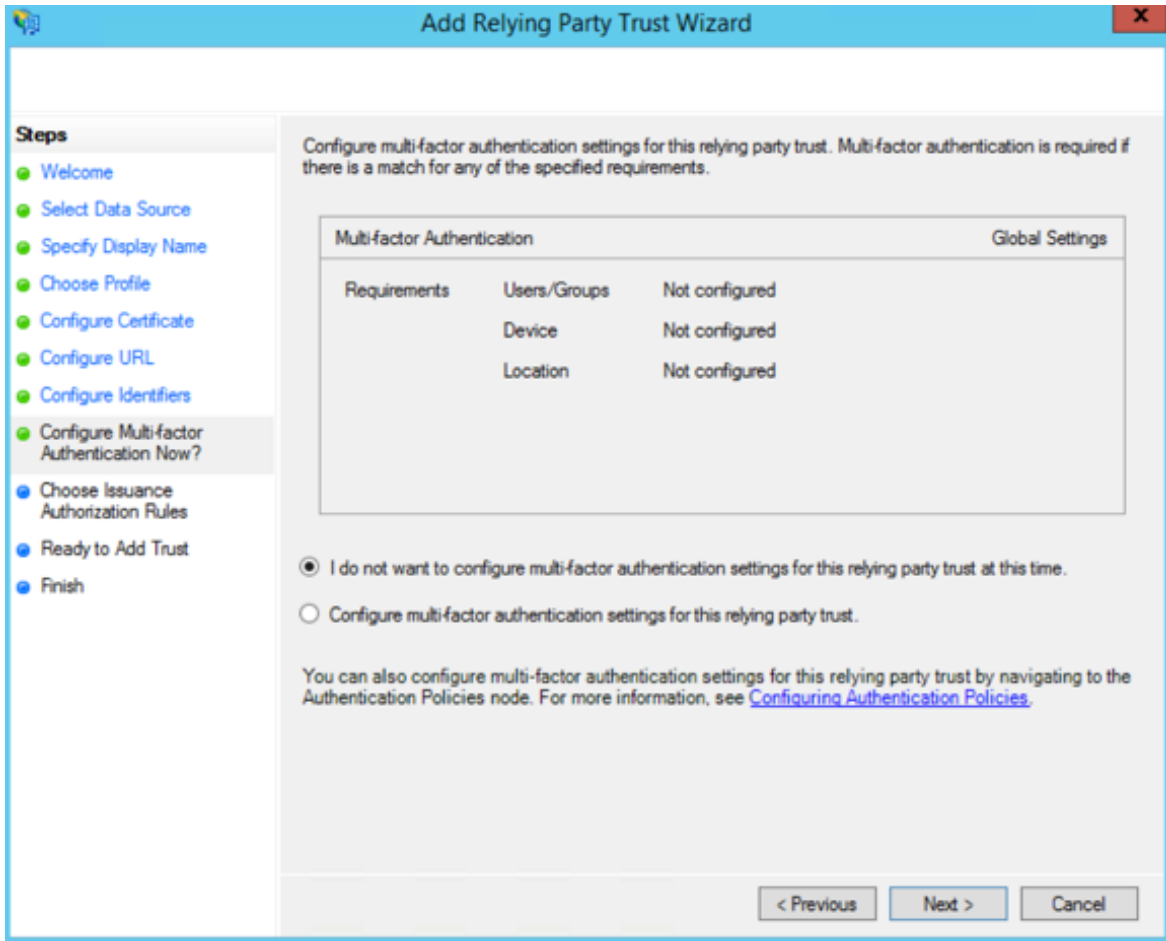 Add Relying Party Trust Wizard
x
Steps
Welcome
Select Data Source
Specify Display Name
Choose Profile
Configure Certificate
Configure URL
Configure Identifiers
Configure Multi-factor
Authentication Now?
Choose Issuance
Authorization Rules
Ready to Add Trust
Finish
Configure multi-factor authentication settings for this relying party trust. Multi-factor authentication is required if
there is a match for any of the specified requirements.
Multi-factor Authentication Global Settings
Requirements Users/Groups Not configured
Device Not configured
Location Not configured
I do not want to configure multi-factor authentication settings for this relying party trust at this time.
Configure multi-factor authentication settings for this relying party trust.
You can also configure multi-factor authentication settings for this relying party trust by navigating to the
Authentication Policies node. For more information, see Configuring Authentication Policies.
< Previous Next > Cancel